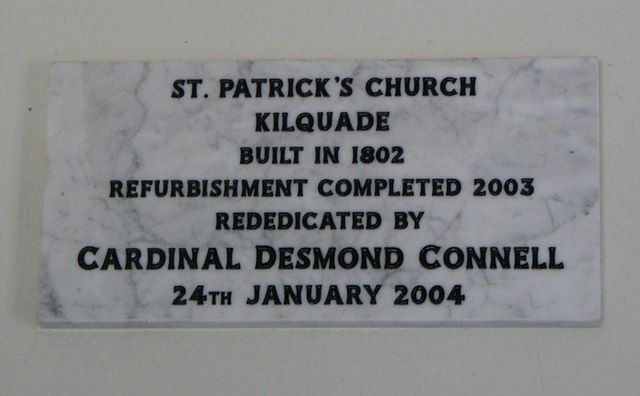 ST. PATRICK'S CHURCH
KILQUADE
BUILT IN 1802
REFURBISHMENT COMPLETED 2003
REDEDICATED BY
CARDINAL DESMOND CONNELL
24TH JANUARY 2004